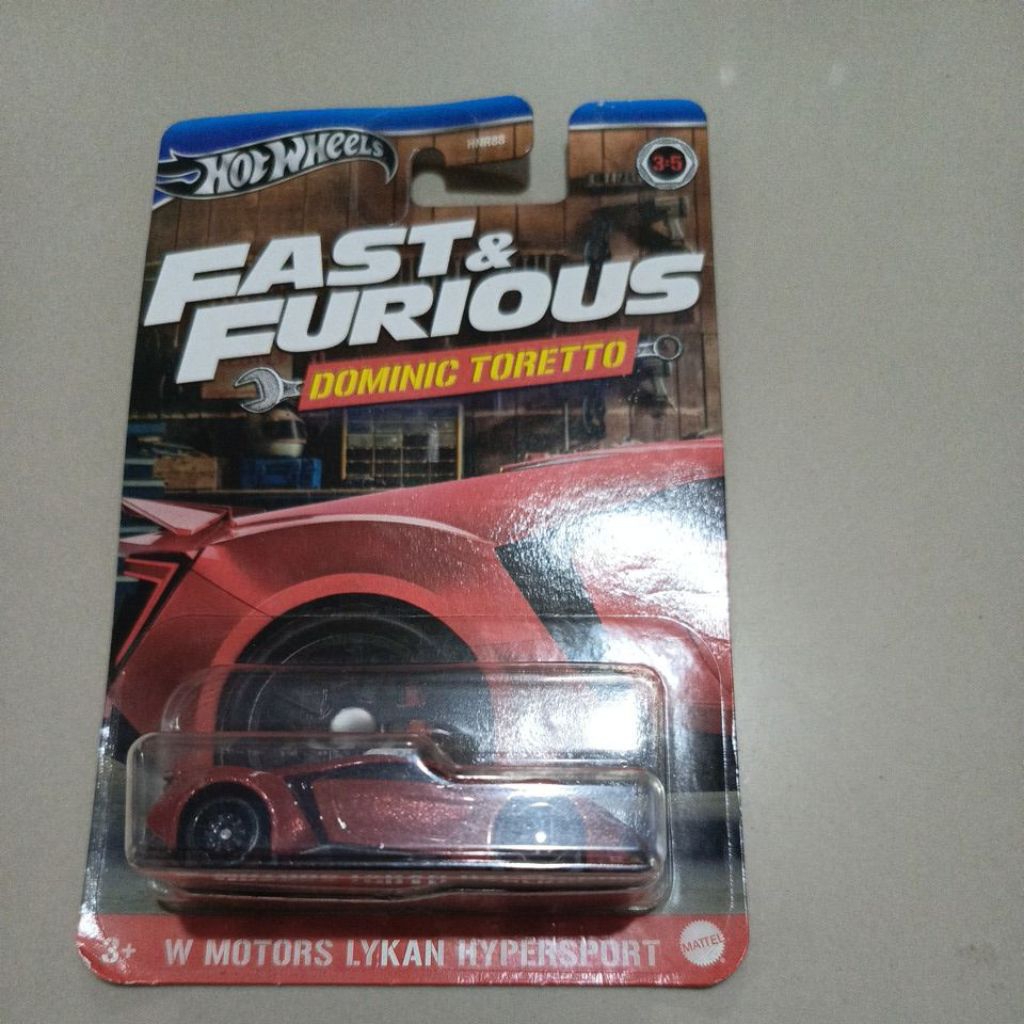 HOT WHEELS
HNR88
3:5
FAST &
FURIOUS
DOMINIC TORETTO
3+ W MOTORS LYKAN HYPERSPORT
MATTEL